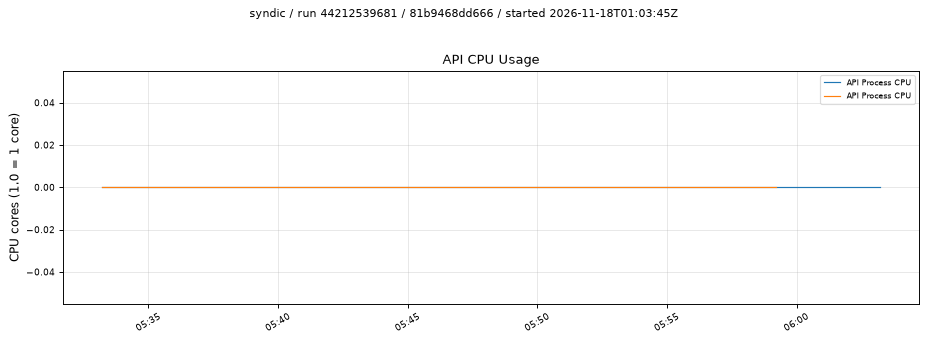 syndic / run 44212539681 / 81b9468dd666 / started 2026-11-18T01:03:45Z
API CPU Usage
API Process CPU
API Process CPU
CPU cores (1.0 = 1 core)
0.04
0.02
0.00
−0.02
−0.04
05:35
05:40
05:45
05:50
05:55
06:00